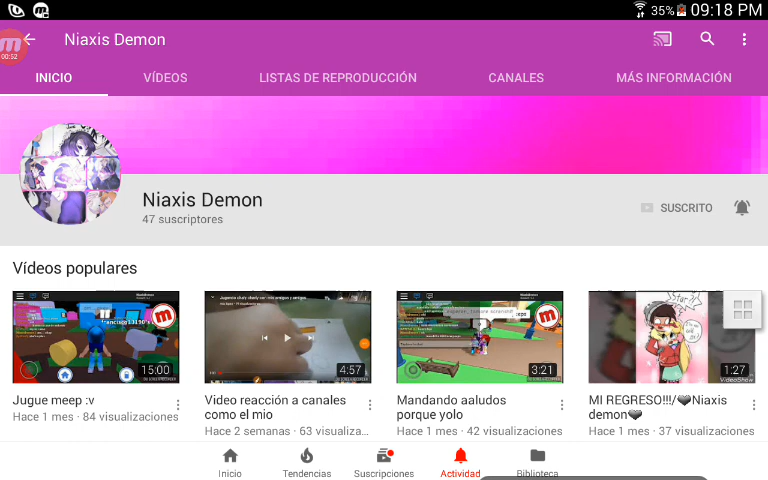 35% 09:18 PM
00:52
Niaxis Demon
INICIO
VÍDEOS
LISTAS DE REPRODUCCIÓN
CANALES
MÁS INFORMACIÓN
Niaxis Demon
47 suscriptores
SUSCRITO
Vídeos populares
15:00
4:57
3:21
1:27
VideoShow
Jugue meep :v
Hace 1 mes · 84 visualizaciones
Video reacción a canales
como el mio
Hace 2 semanas · 63 visualiza...
Mandando aaludos
porque yolo
Hace 1 mes · 42 visualizaciones
MI REGRESO!!!/🖤Niaxis
demon🖤
Hace 1 mes · 37 visualizaciones
Inicio
Tendencias
Suscripciones
Actividad
Biblioteca